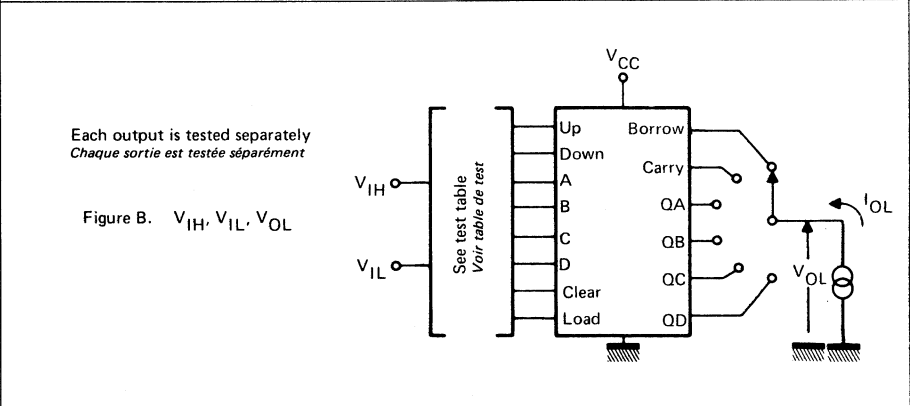 Each output is tested separately
Chaque sortie est testée séparément
Figure B. VIH, VIL, VOL
VIH
VIL
See test table
Voir table de test
VCC
Up
Down
A
B
C
D
Clear
Load
Borrow
Carry
QA
QB
QC
QD
VOL
IOL